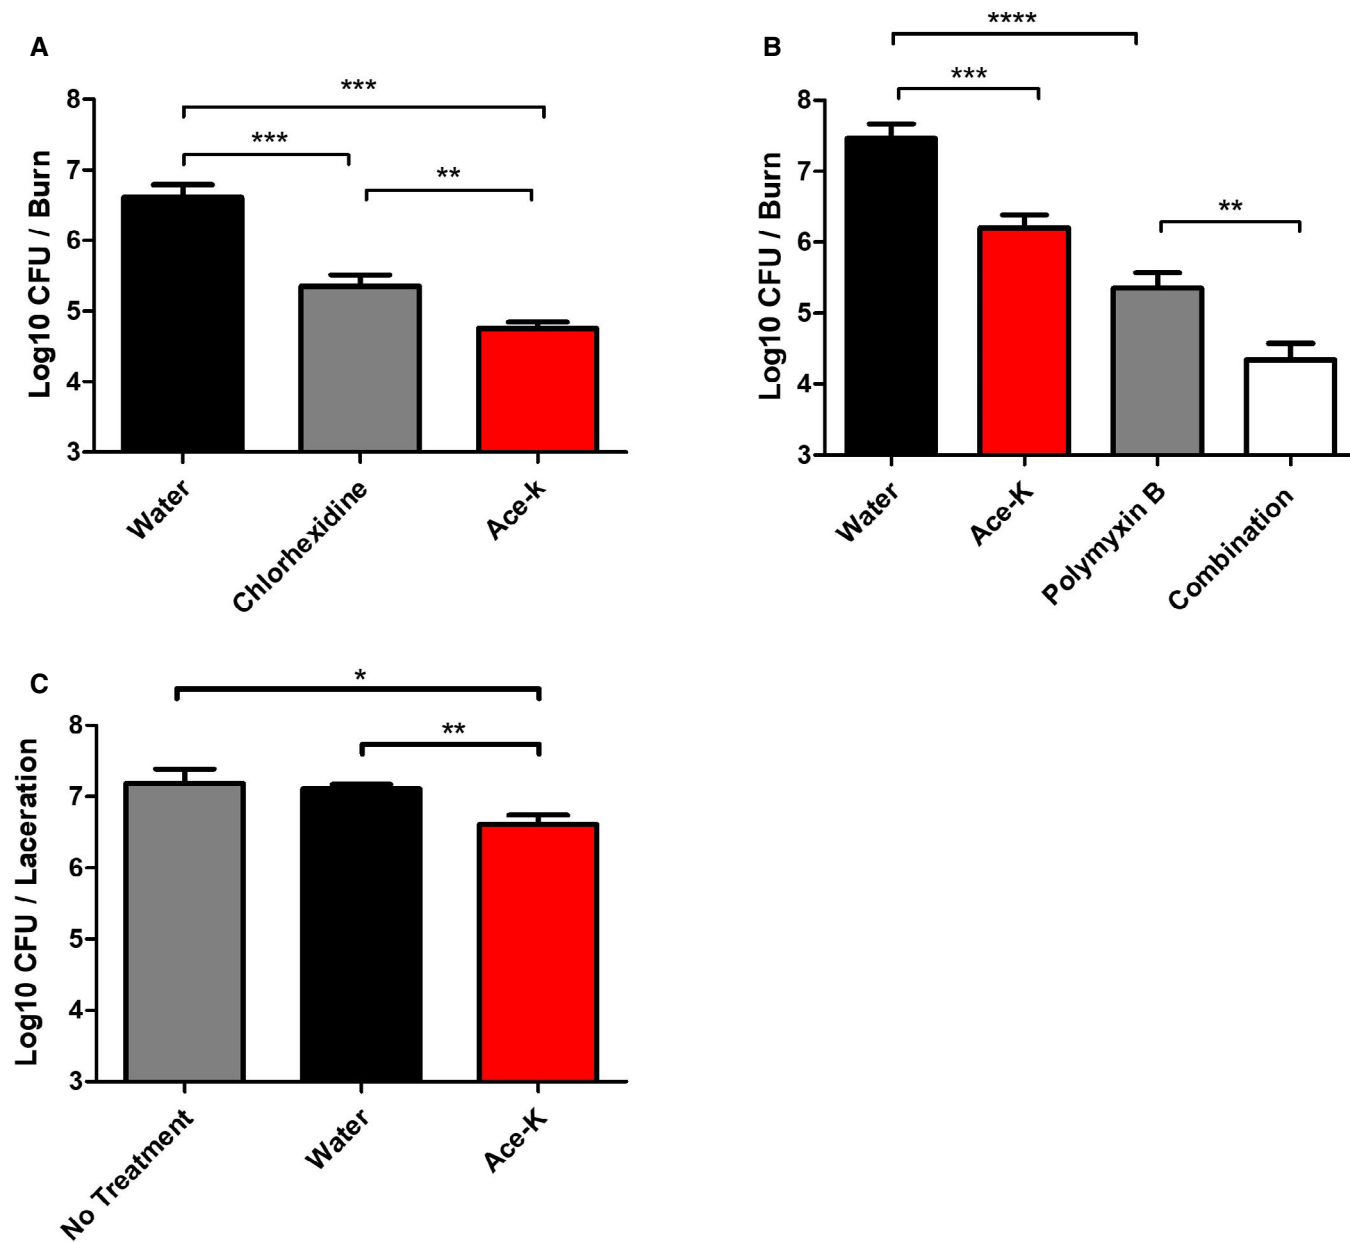 A
***
***
**
8
7
6
5
4
3
Log10 CFU / Burn
Water
Chlorhexidine
Ace-k
B
****
***
**
8
7
6
5
4
3
Log10 CFU / Burn
Water
Ace-K
Polymyxin B
Combination
C
*
**
8
7
6
5
4
3
Log10 CFU / Laceration
No Treatment
Water
Ace-K